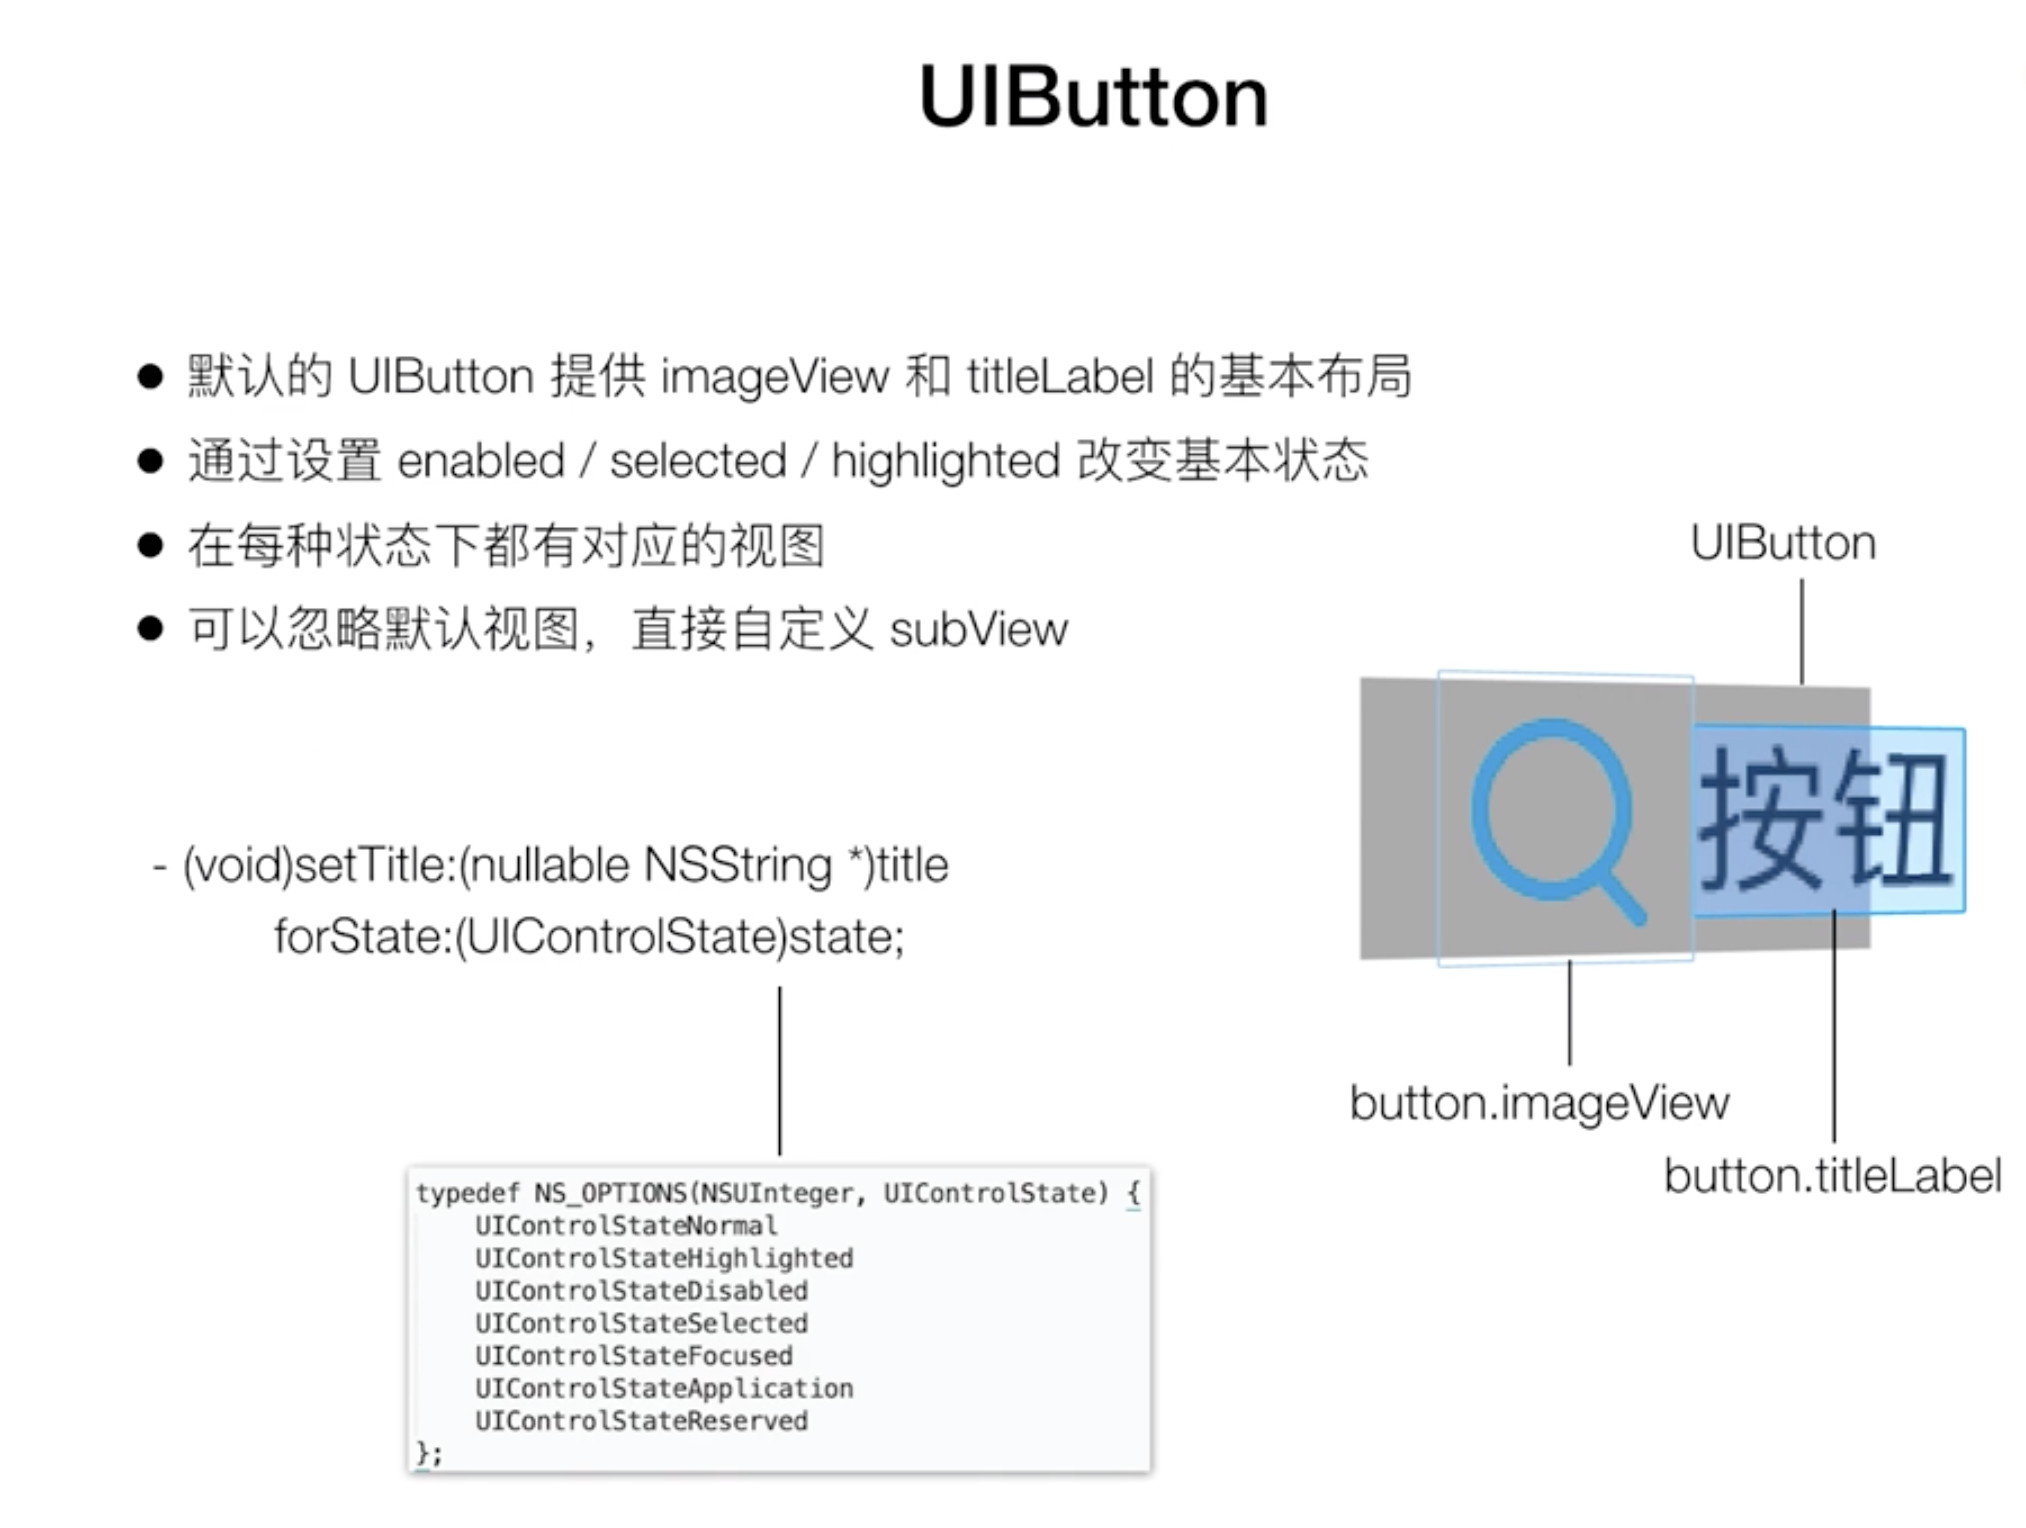 UIButton
● 默认的 UIButton 提供 imageView 和 titleLabel 的基本布局
● 通过设置 enabled / selected / highlighted 改变基本状态
● 在每种状态下都有对应的视图
● 可以忽略默认视图，直接自定义 subView
- (void)setTitle:(nullable NSString *)title
forState:(UIControlState)state;
typedef NS_OPTIONS(NSUInteger, UIControlState) {
UIControlStateNormal
UIControlStateHighlighted
UIControlStateDisabled
UIControlStateSelected
UIControlStateFocused
UIControlStateApplication
UIControlStateReserved
};
UIButton
按钮
button.imageView
button.titleLabel